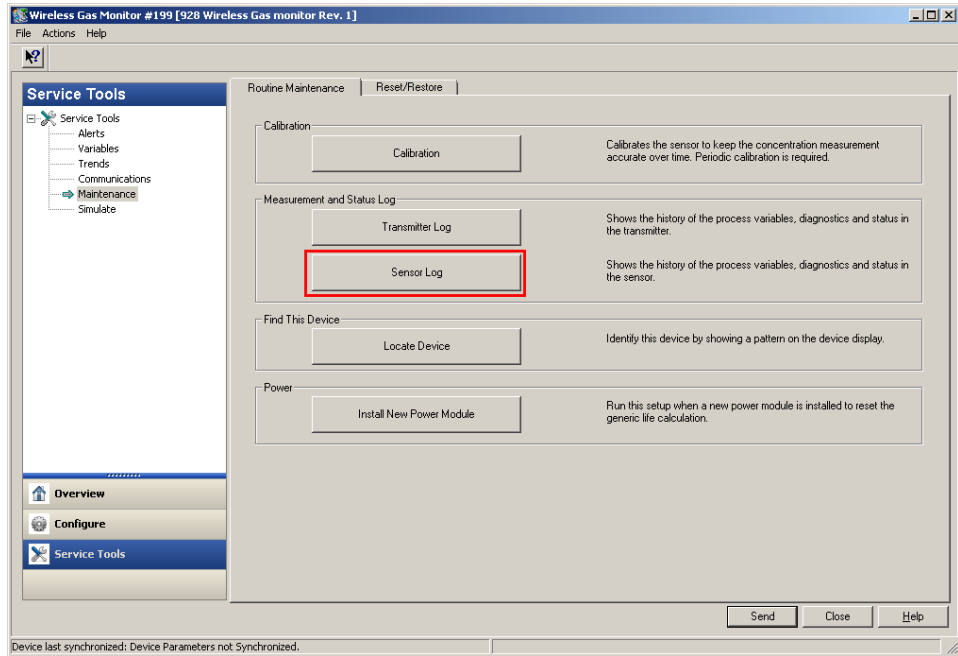 Wireless Gas Monitor #199 [928 Wireless Gas monitor Rev. 1]
File Actions Help
Service Tools
Service Tools
Alerts
Variables
Trends
Communications
Maintenance
Simulate
Overview
Configure
Service Tools
Routine Maintenance Reset/Restore
Calibration
Calibration
Calibrates the sensor to keep the concentration measurement
accurate over time. Periodic calibration is required.
Measurement and Status Log
Transmitter Log
Shows the history of the process variables, diagnostics and status in
the transmitter.
Sensor Log
Shows the history of the process variables, diagnostics and status in
the sensor.
Find This Device
Locate Device
Identify this device by showing a pattern on the device display.
Power
Install New Power Module
Run this setup when a new power module is installed to reset the
generic life calculation.
Send Close Help
Device last synchronized: Device Parameters not Synchronized.